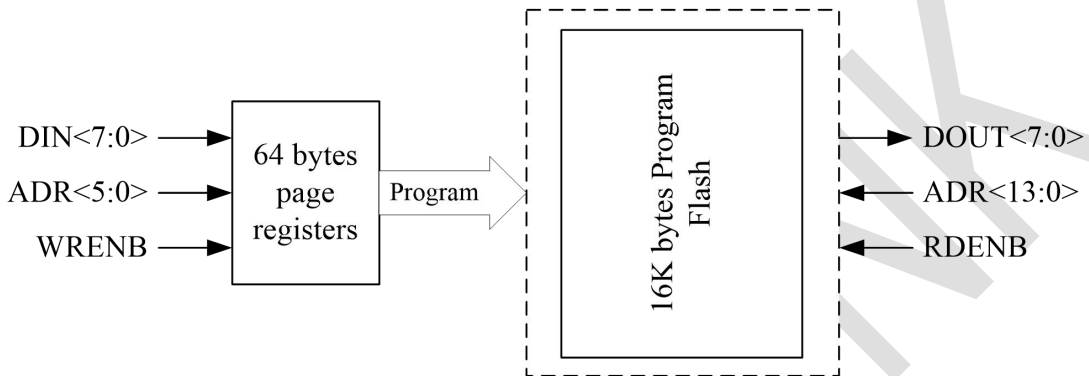 DIN<7:0>
ADR<5:0>
WRENB
64 bytes
page
registers
Program
16K bytes Program
Flash
DOUT<7:0>
ADR<13:0>
RDENB